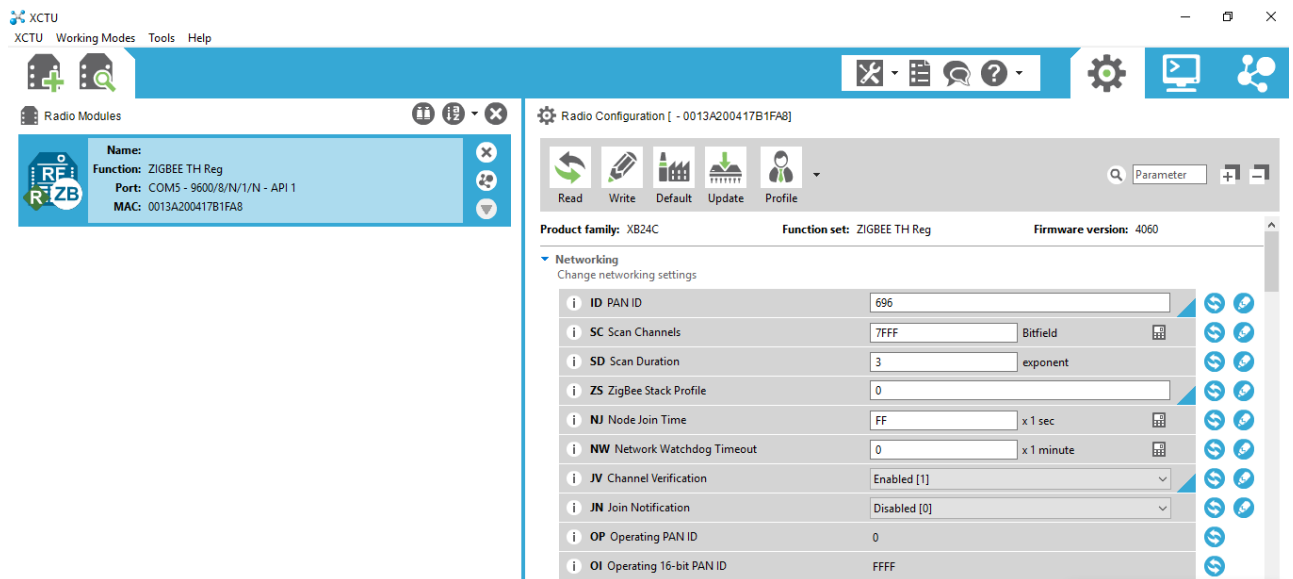 XCTU
XCTU Working Modes Tools Help
Radio Modules
Name:
Function: ZIGBEE TH Reg
Port: COM5 - 9600/8/N/1/N - API 1
MAC: 0013A200417B1FA8
RF
R ZB
Radio Configuration [ - 0013A200417B1FA8]
Read Write Default Update Profile
Parameter
Product family: XB24C Function set: ZIGBEE TH Reg Firmware version: 4060
Networking
Change networking settings
i ID PAN ID 696
i SC Scan Channels 7FFF Bitfield
i SD Scan Duration 3 exponent
i ZS ZigBee Stack Profile 0
i NJ Node Join Time FF x 1 sec
i NW Network Watchdog Timeout 0 x 1 minute
i JV Channel Verification Enabled [1]
i JN Join Notification Disabled [0]
i OP Operating PAN ID 0
i OI Operating 16-bit PAN ID FFFF